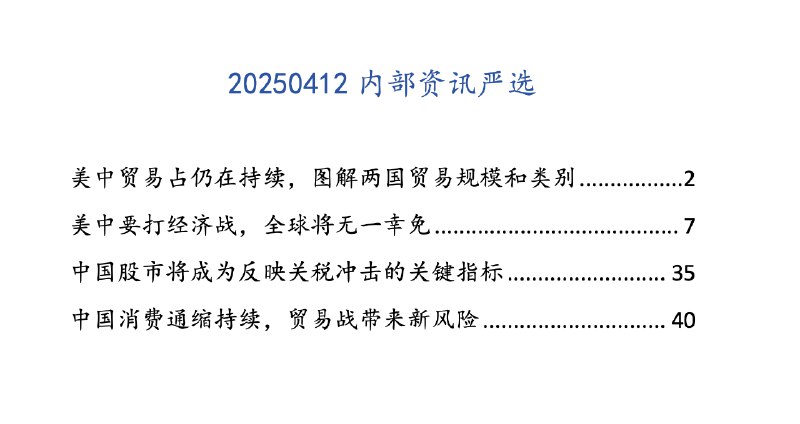 20250412 内部资讯严选
美中贸易占仍在持续，图解两国贸易规模和类别.................2
美中要打经济战，全球将无一幸免........................................ 7
中国股市将成为反映关税冲击的关键指标.......................... 35
中国消费通缩持续，贸易战带来新风险.............................. 40